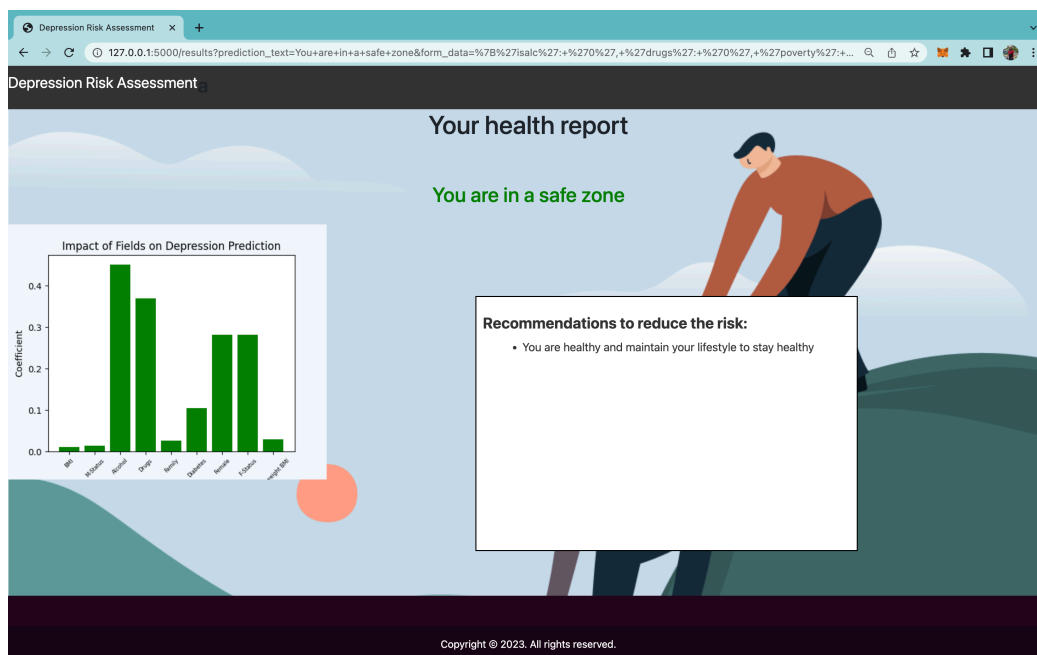 Depression Risk Assessment
127.0.0.1:5000/results?prediction_text=You+are+in+a+safe+zone&form_data=%7B%27isalc%27:+%270%27,+%27drugs%27:+%270%27,+%27poverty%27:+...
Depression Risk Assessment
Your health report
You are in a safe zone
Impact of Fields on Depression Prediction
Coefficient
0.4
0.3
0.2
0.1
0.0
BMI
M-Status
Alcohol
Drugs
Family
Diabetes
Female
F-Status
eight BMI
Recommendations to reduce the risk:
• You are healthy and maintain your lifestyle to stay healthy
Copyright © 2023. All rights reserved.